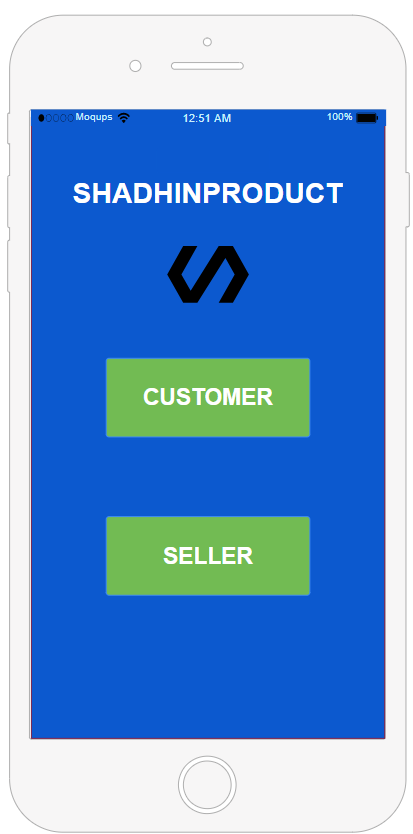 Moqups 12:51 AM 100%
SHADHINPRODUCT
CUSTOMER
SELLER